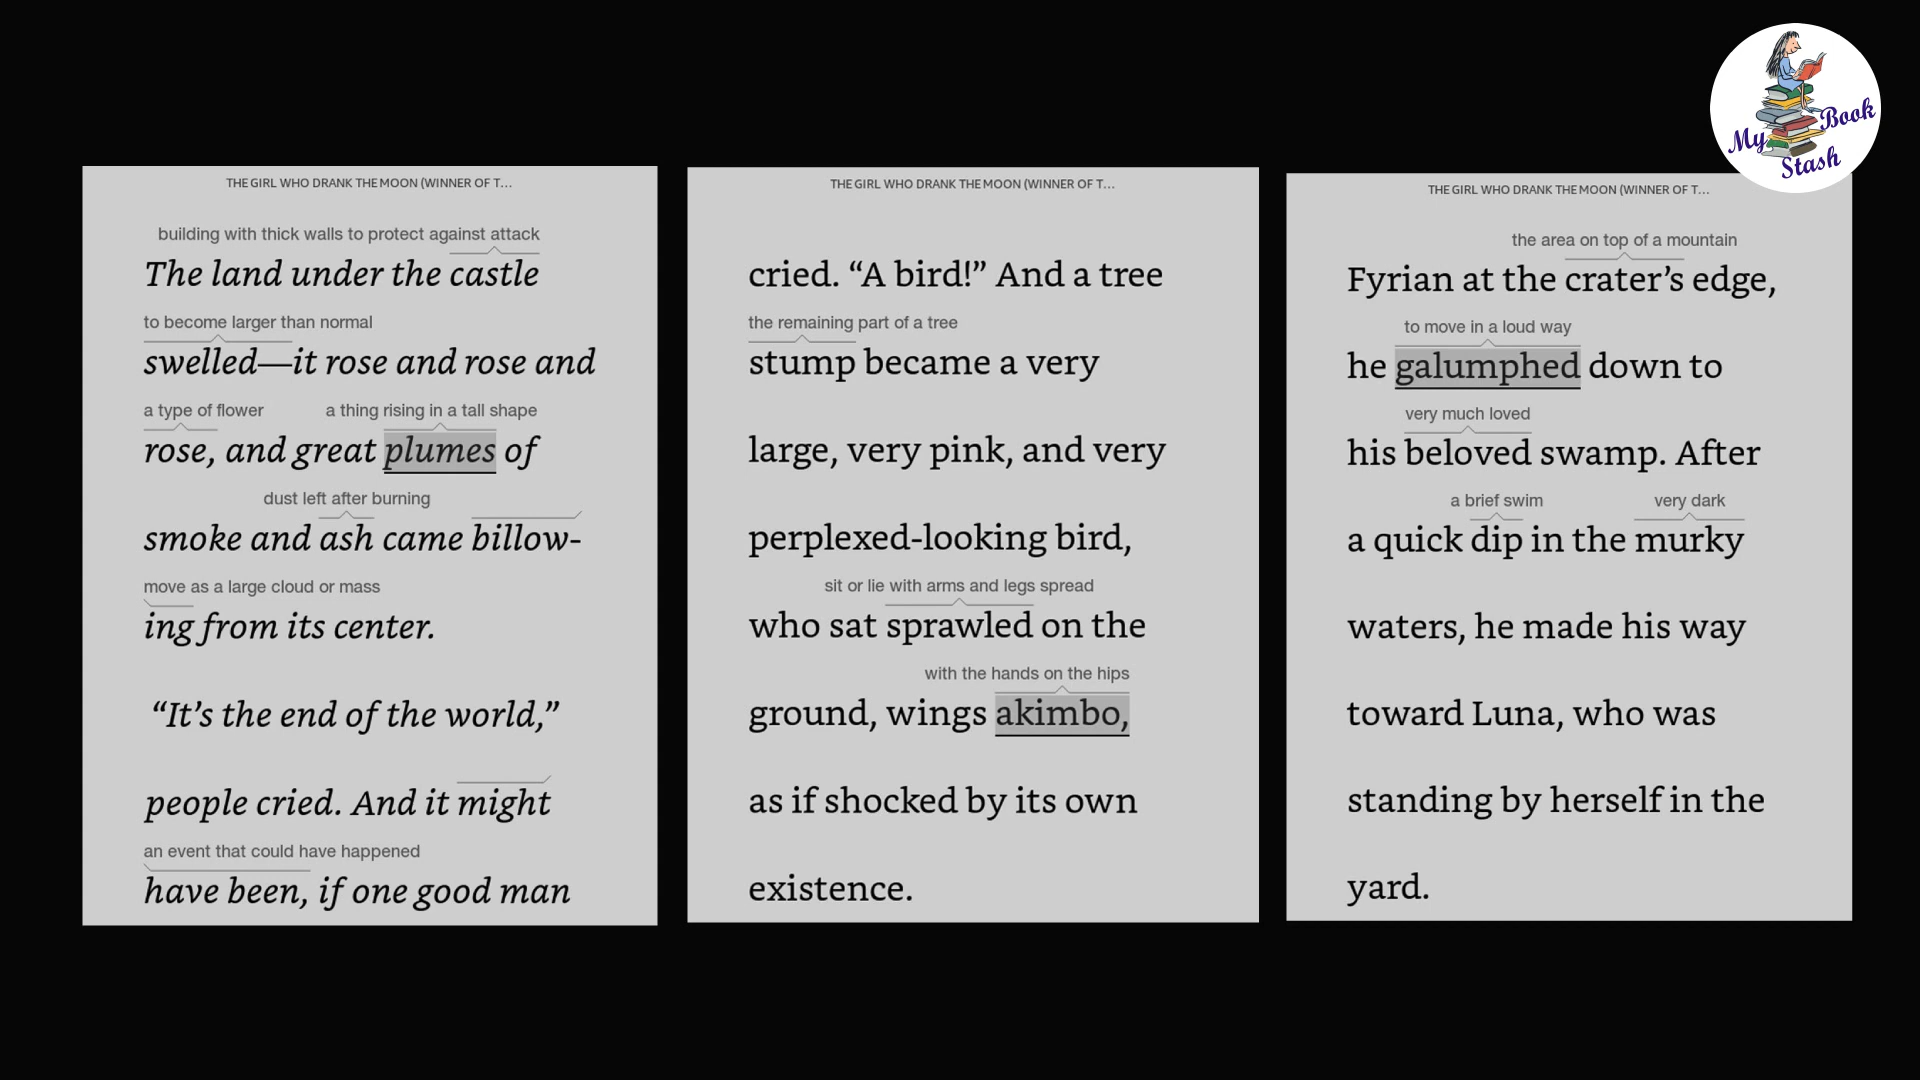 My Book Stash
THE GIRL WHO DRANK THE MOON (WINNER OF T...
building with thick walls to protect against attack
The land under the castle
to become larger than normal
swelled—it rose and rose and
a type of flower a thing rising in a tall shape
rose, and great plumes of
dust left after burning
smoke and ash came billow-
move as a large cloud or mass
ing from its center.
“It’s the end of the world,”
people cried. And it might
an event that could have happened
have been, if one good man
THE GIRL WHO DRANK THE MOON (WINNER OF T...
cried. “A bird!” And a tree
the remaining part of a tree
stump became a very
large, very pink, and very
perplexed-looking bird,
sit or lie with arms and legs spread
who sat sprawled on the
with the hands on the hips
ground, wings akimbo,
as if shocked by its own
existence.
THE GIRL WHO DRANK THE MOON (WINNER OF T...
the area on top of a mountain
Fyrian at the crater’s edge,
to move in a loud way
he galumphed down to
very much loved
his beloved swamp. After
a brief swim very dark
a quick dip in the murky
waters, he made his way
toward Luna, who was
standing by herself in the
yard.